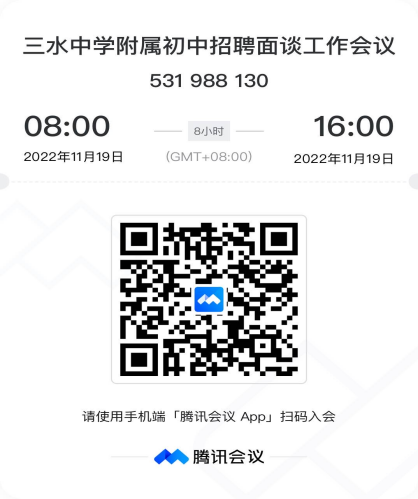 三水中学附属初中招聘面谈工作会议
531 988 130
08:00
8小时
16:00
2022年11月19日
(GMT+08:00)
2022年11月19日
请使用手机端「腾讯会议 App」扫码入会
腾讯会议